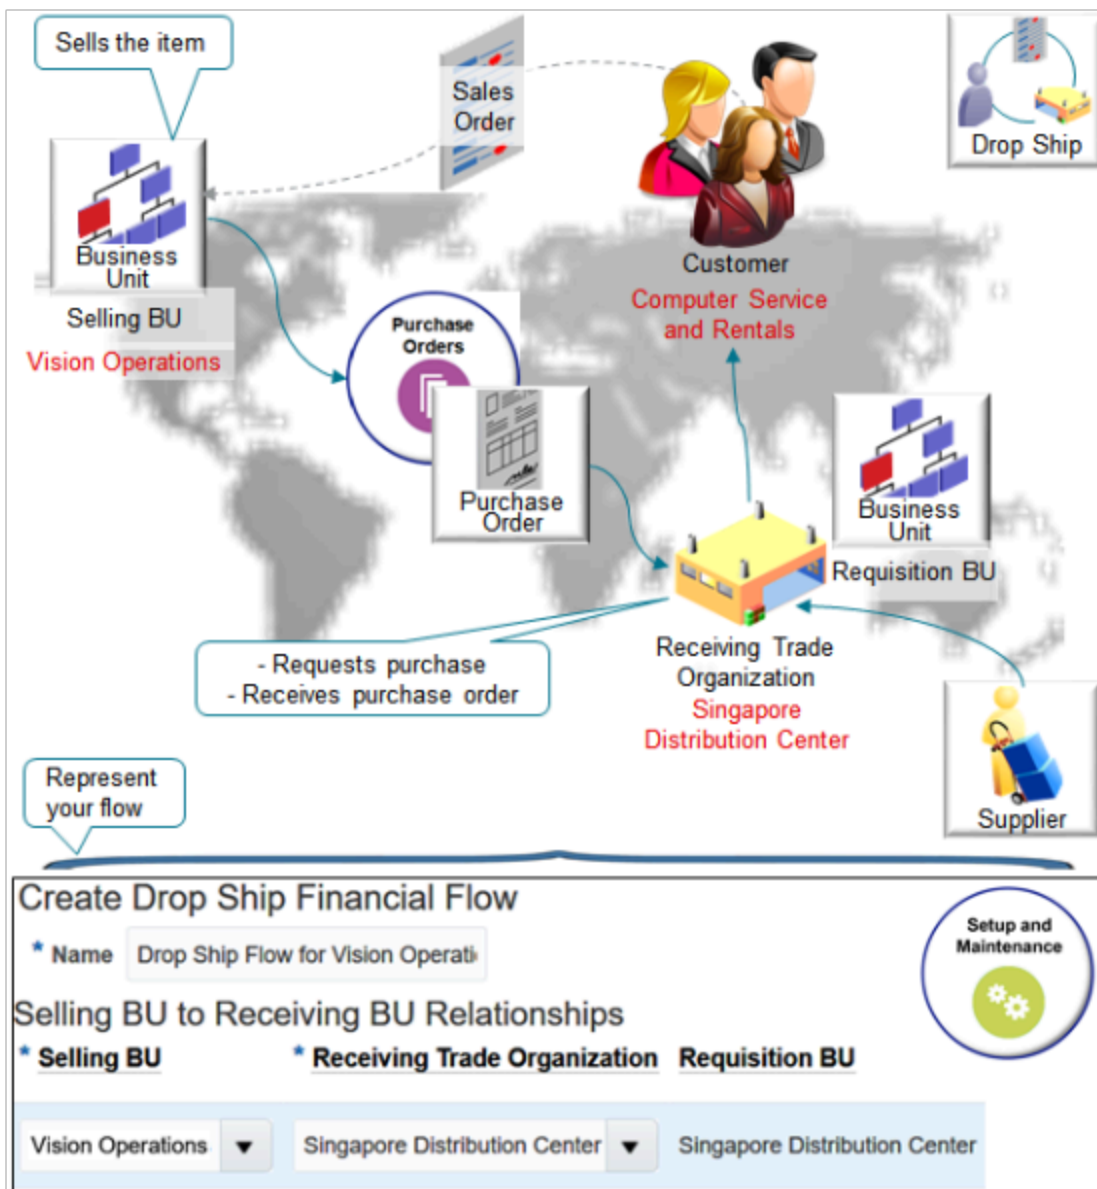 Sells the item
Sales
Order
Drop Ship
Business
Unit
Selling BU
Vision Operations
Customer
Computer Service
and Rentals
Purchase
Orders
Purchase
Order
Business
Unit
Requisition BU
- Requests purchase
- Receives purchase order
Receiving Trade
Organization
Singapore
Distribution Center
Supplier
Represent
your flow
Create Drop Ship Financial Flow
* Name Drop Ship Flow for Vision Operati
Setup and
Maintenance
Selling BU to Receiving BU Relationships
* Selling BU * Receiving Trade Organization Requisition BU
Vision Operations Singapore Distribution Center Singapore Distribution Center